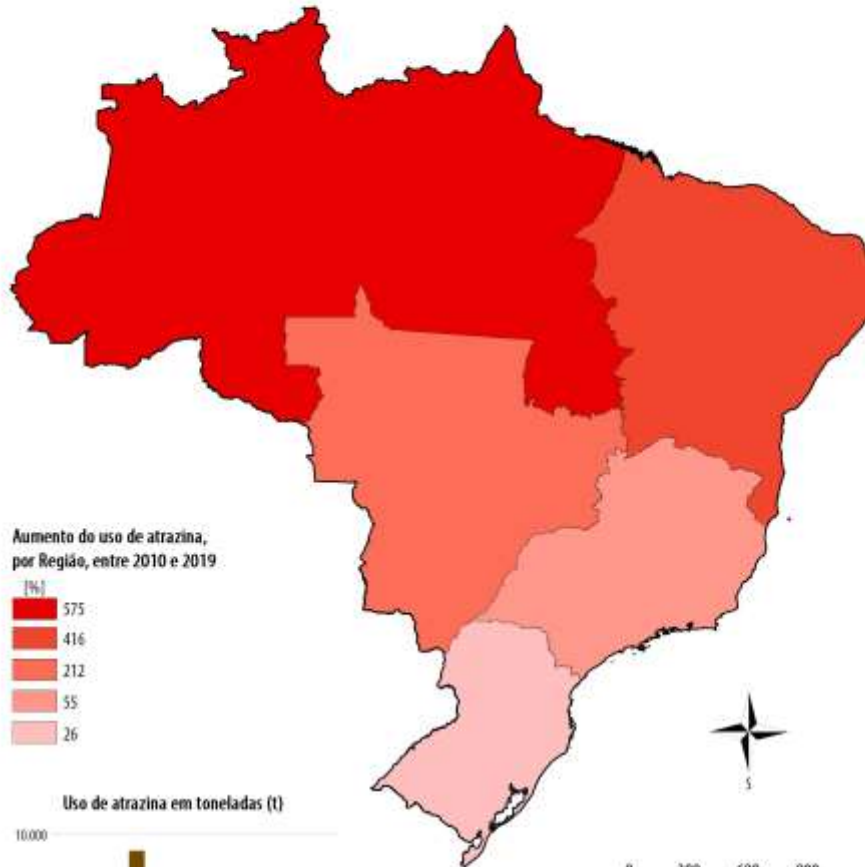 Aumento do uso de atrazina,
por Região, entre 2010 e 2019
[%]
575
416
212
55
26
S
Uso de atrazina em toneladas (t)
10.000